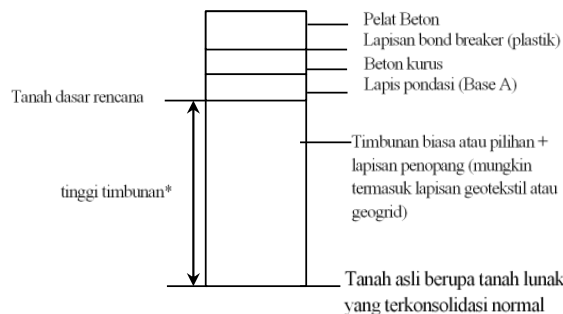 Pelat Beton
Lapisan bond breaker (plastik)
Beton kurus
Lapis pondasi (Base A)
Tanah dasar rencana
Timbunan biasa atau pilihan +
lapisan penopang (mungkin
termasuk lapisan geotekstil atau
geogrid)
tinggi timbunan*
Tanah asli berupa tanah lunak
yang terkonsolidasi normal